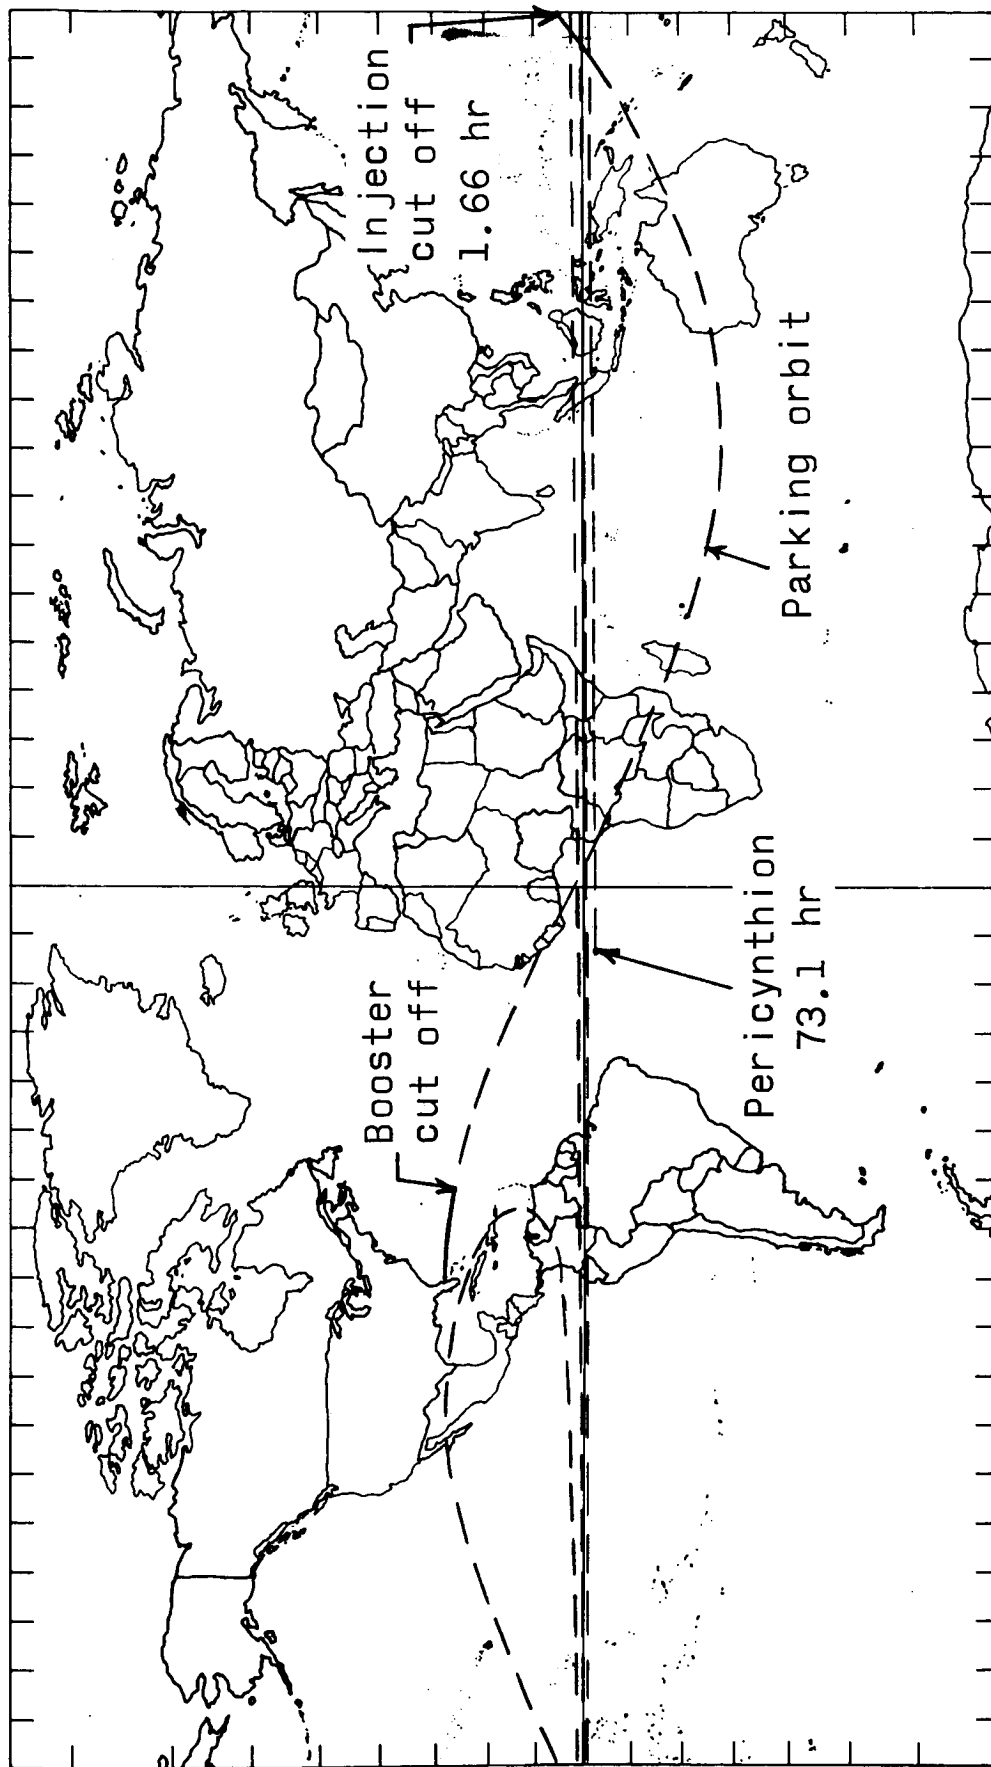 Injection
cut off
1.66 hr
Booster
cut off
Parking orbit
Pericynthion
73.1 hr